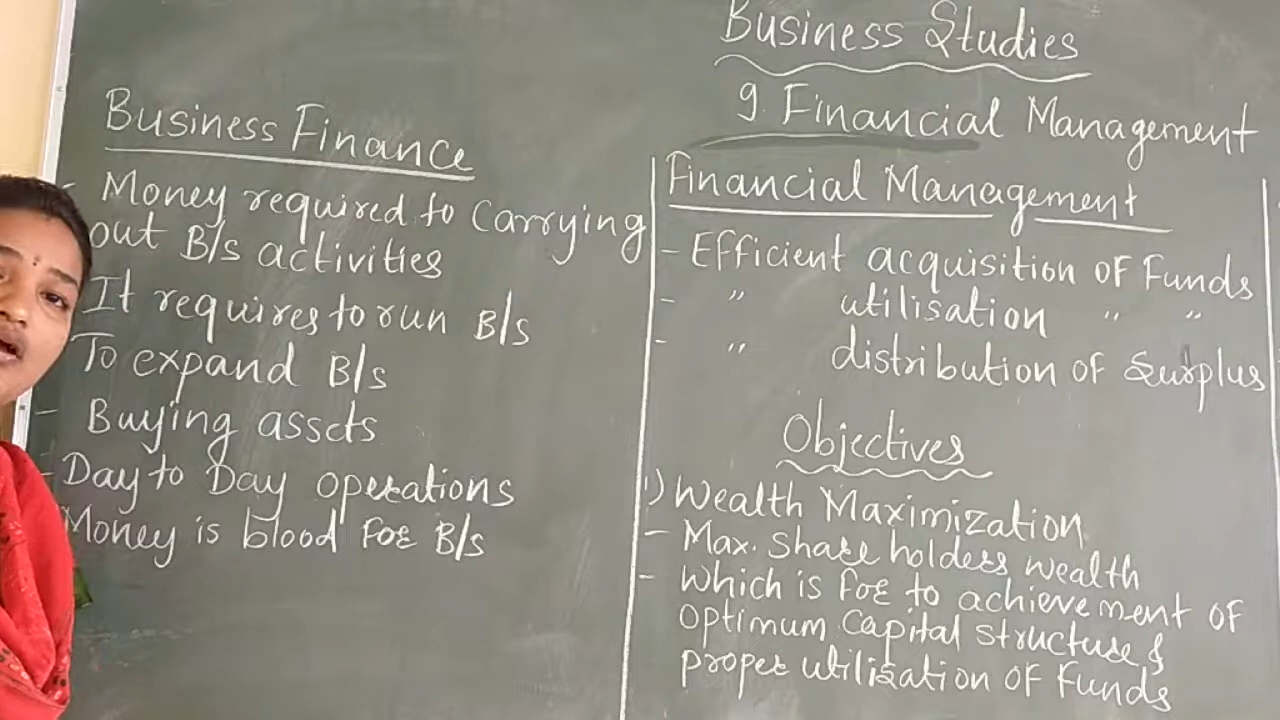 Business Studies
9 Financial Management
Business Finance
- Money required to Carrying
out B/s activities
It requires to run B/s
To expand B/s
- Buying assets
- Day to Day operations
Money is blood For B/s
Financial Management
- Efficient acquisition OF Funds
- " utilisation " "
- " distribution OF Surplus
Objectives
1) Wealth Maximization
- Max. Share holders wealth
- Which is For to achievement OF
optimum Capital structure &
proper utilization OF Funds